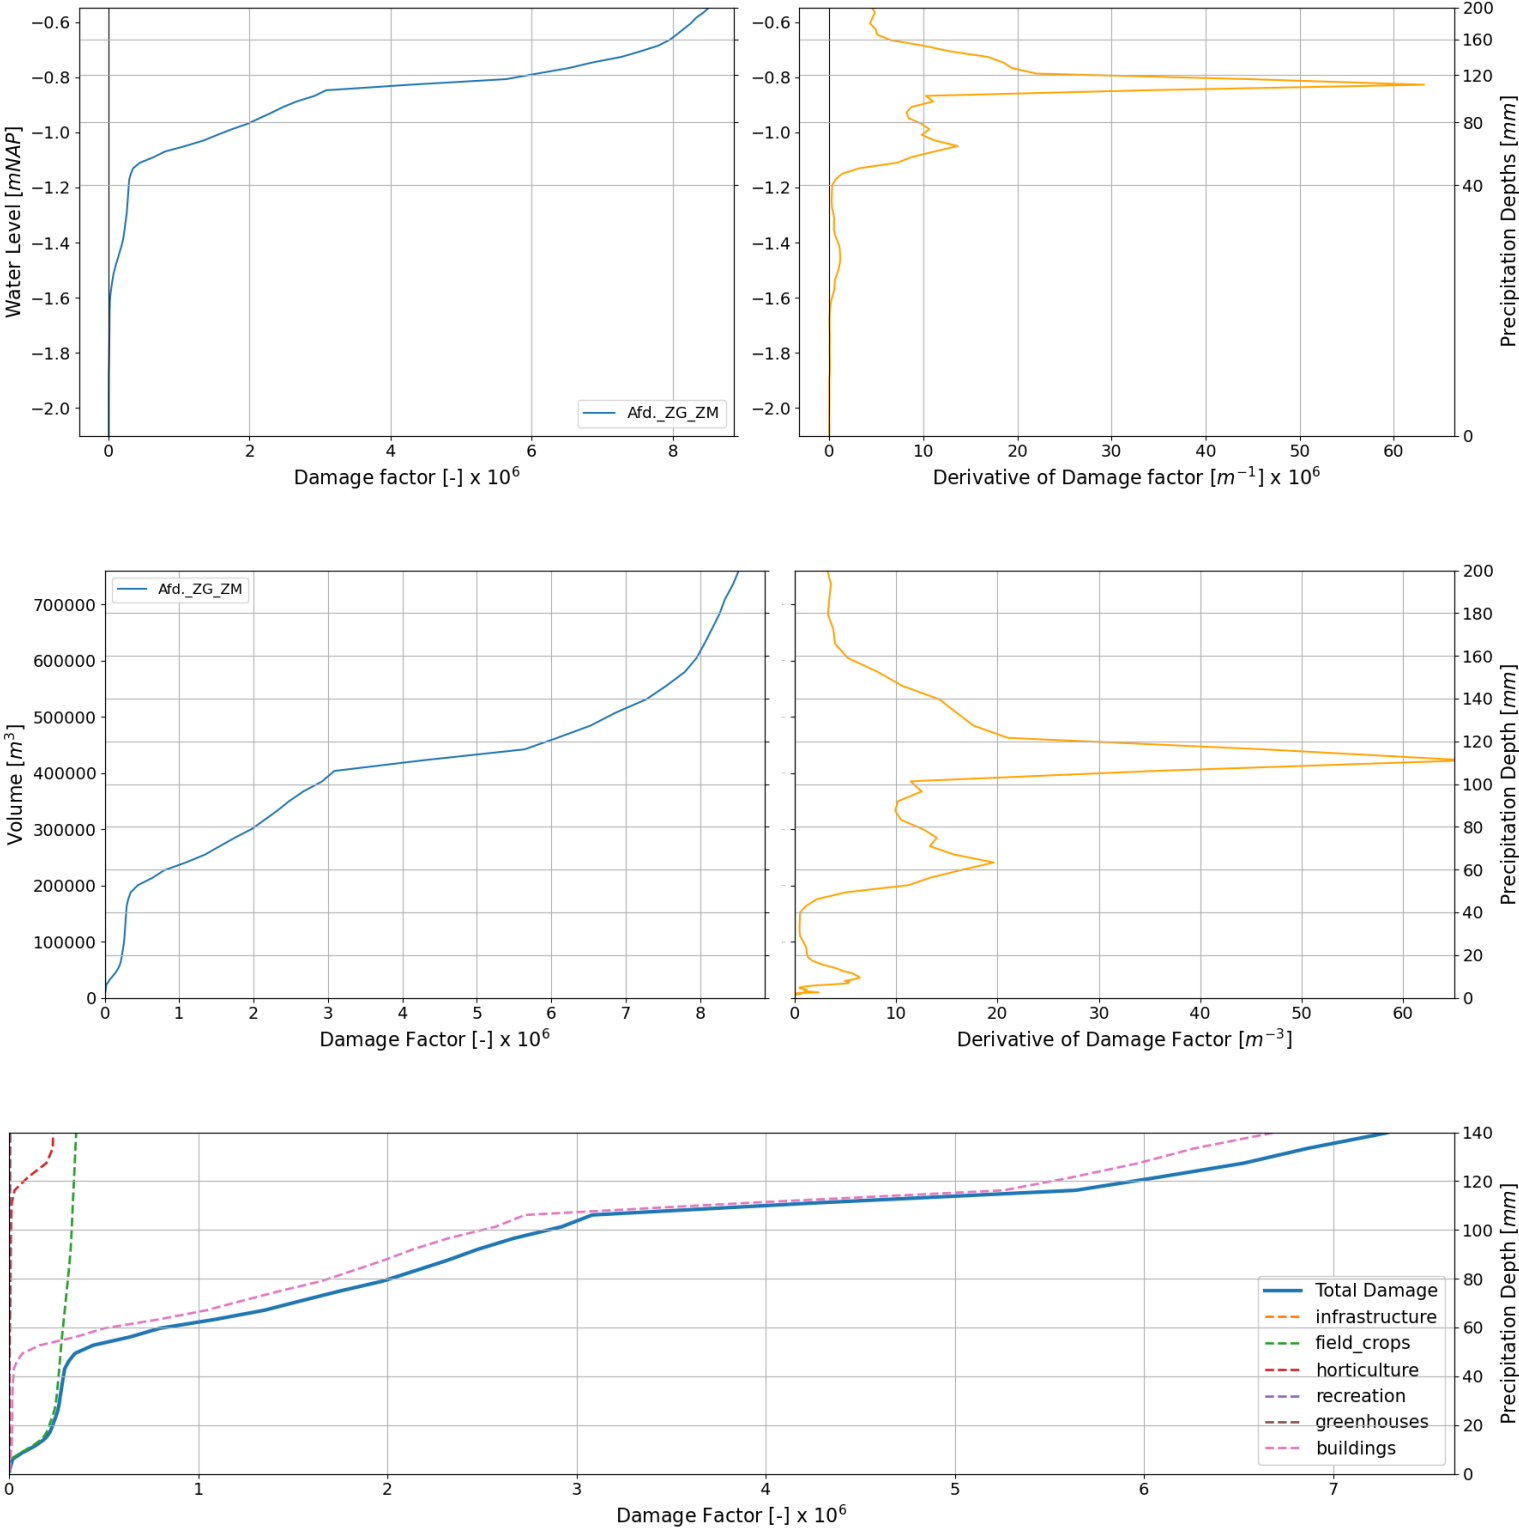 −0.6
−0.8
−1.0
−1.2
−1.4
−1.6
−1.8
−2.0
Water Level [mNAP]
0 2 4 6 8
Damage factor [-] x 10^6
Afd._ZG_ZM
−0.6
−0.8
−1.0
−1.2
−1.4
−1.6
−1.8
−2.0
0 10 20 30 40 50 60
Derivative of Damage factor [m^−1] x 10^6
200
160
120
80
40
0
Precipitation Depths [mm]
Afd._ZG_ZM
700000
600000
500000
400000
300000
200000
100000
0
Volume [m^3]
0 1 2 3 4 5 6 7 8
Damage Factor [-] x 10^6
0 10 20 30 40 50 60
Derivative of Damage Factor [m^−3]
200
180
160
140
120
100
80
60
40
20
0
Precipitation Depth [mm]
140
120
100
80
60
40
20
0
Precipitation Depth [mm]
Total Damage
infrastructure
field_crops
horticulture
recreation
greenhouses
buildings
0 1 2 3 4 5 6 7
Damage Factor [-] x 10^6